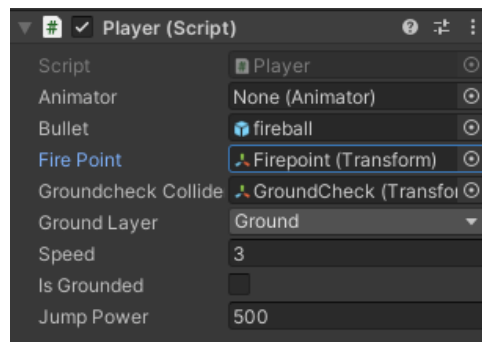 Player (Script)
Script Player
Animator None (Animator)
Bullet fireball
Fire Point Firepoint (Transform)
Groundcheck Collide GroundCheck (Transfo
Ground Layer Ground
Speed 3
Is Grounded
Jump Power 500